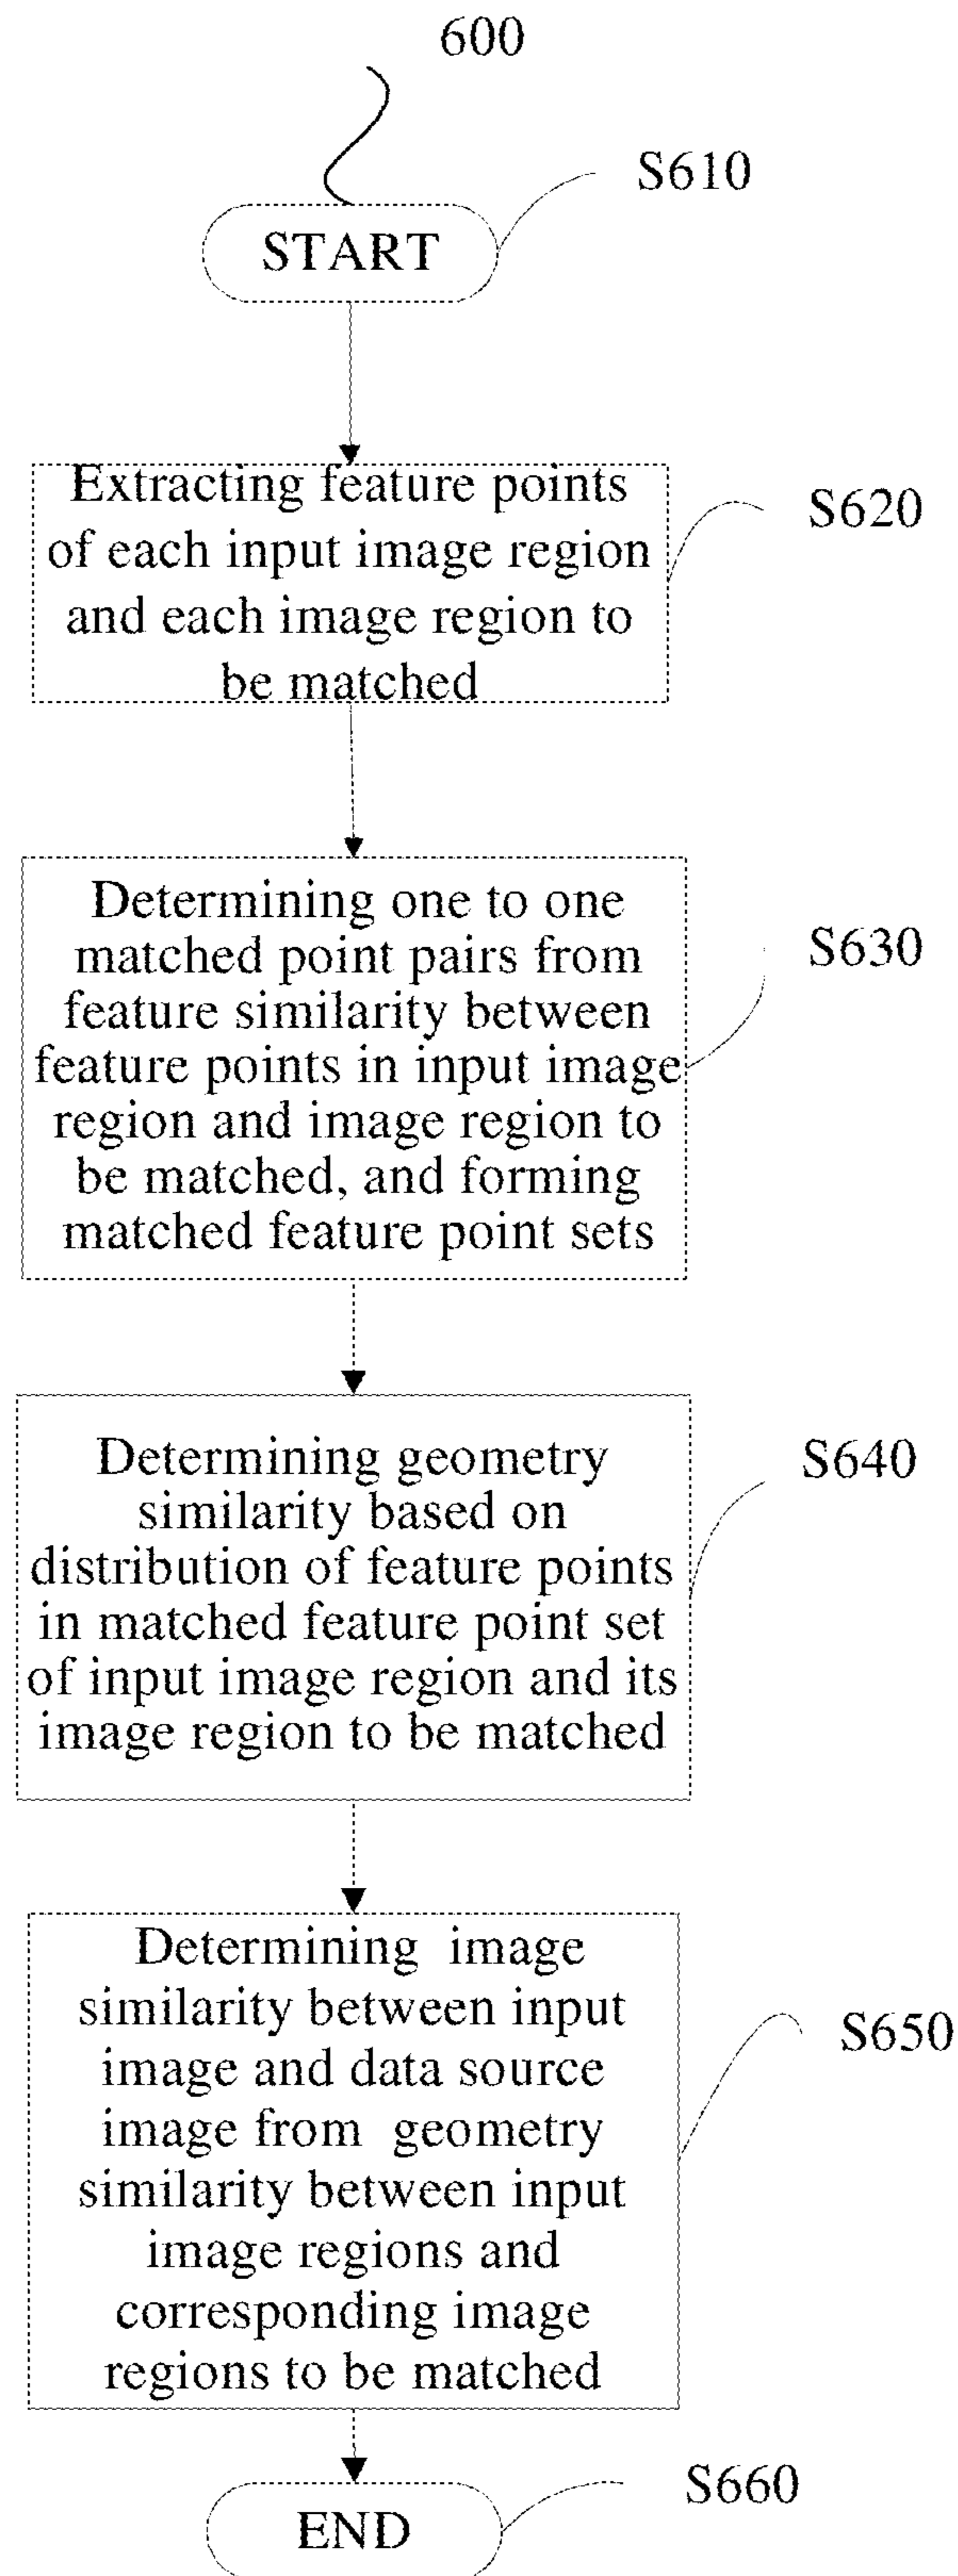 600
S610
START
Extracting feature points
of each input image region
and each image region to
be matched
S620
Determining one to one
matched point pairs from
feature similarity between
feature points in input image
region and image region to
be matched, and forming
matched feature point sets
S630
Determining geometry
similarity based on
distribution of feature points
in matched feature point set
of input image region and its
image region to be matched
S640
Determining image
similarity between input
image and data source
image from geometry
similarity between input
image regions and
corresponding image
regions to be matched
S650
S660
END